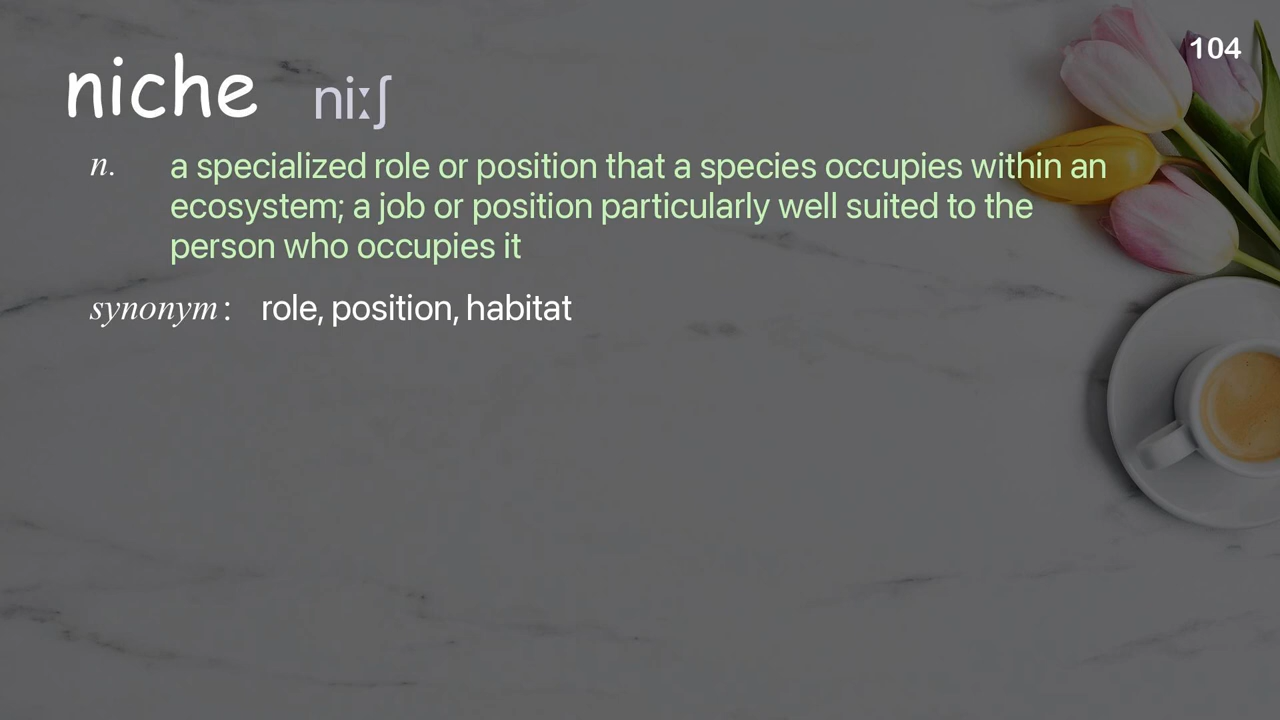 104
niche niːʃ
n. a specialized role or position that a species occupies within an
ecosystem; a job or position particularly well suited to the
person who occupies it
synonym: role, position, habitat